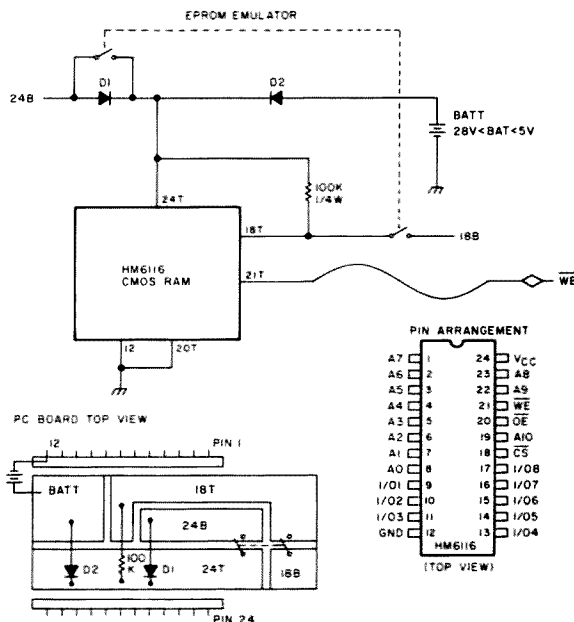 EPROM EMULATOR
D1
D2
24B
BATT
28V<BAT<5V
24T
100K
1/4W
18T
18B
HM6116
CMOS RAM
21T
WE
12
20T
PIN ARRANGEMENT
A7 1 24 VCC
A6 2 23 A8
A5 3 22 A9
A4 4 21 WE
A3 5 20 OE
A2 6 19 A10
A1 7 18 CS
A0 8 17 I/O8
I/O1 9 16 I/O7
I/O2 10 15 I/O6
I/O3 11 14 I/O5
GND 12 13 I/O4
HM6116
(TOP VIEW)
PC BOARD TOP VIEW
12
PIN 1
BATT
18T
24B
D2
100
K
D1
24T
18B
PIN 24